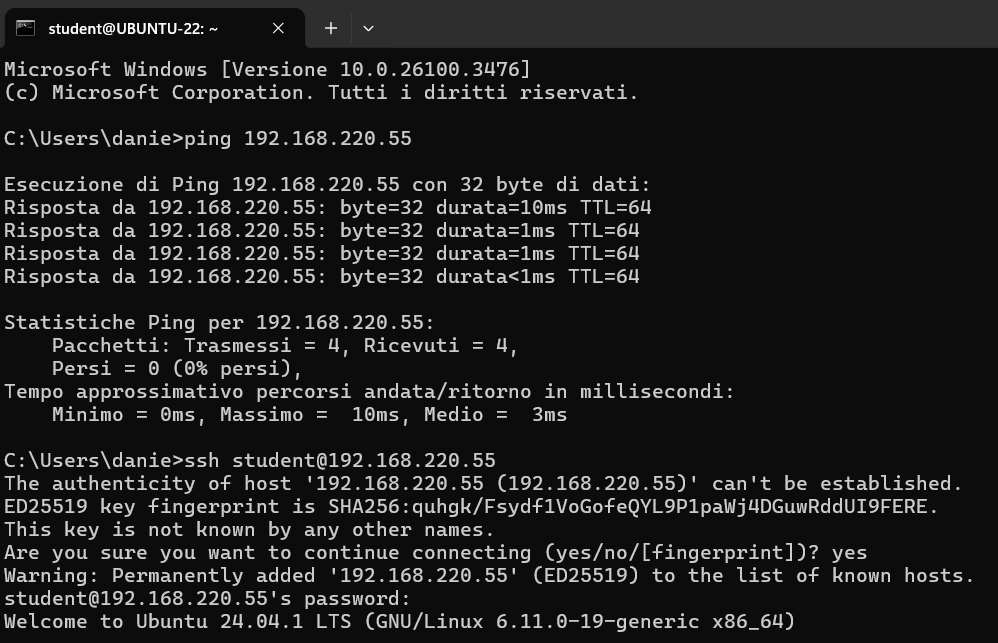 student@UBUNTU-22: ~
Microsoft Windows [Versione 10.0.26100.3476]
(c) Microsoft Corporation. Tutti i diritti riservati.
C:\Users\danie>ping 192.168.220.55
Esecuzione di Ping 192.168.220.55 con 32 byte di dati:
Risposta da 192.168.220.55: byte=32 durata=10ms TTL=64
Risposta da 192.168.220.55: byte=32 durata=1ms TTL=64
Risposta da 192.168.220.55: byte=32 durata=1ms TTL=64
Risposta da 192.168.220.55: byte=32 durata<1ms TTL=64
Statistiche Ping per 192.168.220.55:
    Pacchetti: Trasmessi = 4, Ricevuti = 4,
    Persi = 0 (0% persi),
Tempo approssimativo percorsi andata/ritorno in millisecondi:
    Minimo = 0ms, Massimo =  10ms, Medio =  3ms
C:\Users\danie>ssh student@192.168.220.55
The authenticity of host '192.168.220.55 (192.168.220.55)' can't be established.
ED25519 key fingerprint is SHA256:quhgk/Fsydf1VoGofeQYL9P1paWj4DGuwRddUI9FERE.
This key is not known by any other names.
Are you sure you want to continue connecting (yes/no/[fingerprint])? yes
Warning: Permanently added '192.168.220.55' (ED25519) to the list of known hosts.
student@192.168.220.55's password:
Welcome to Ubuntu 24.04.1 LTS (GNU/Linux 6.11.0-19-generic x86_64)